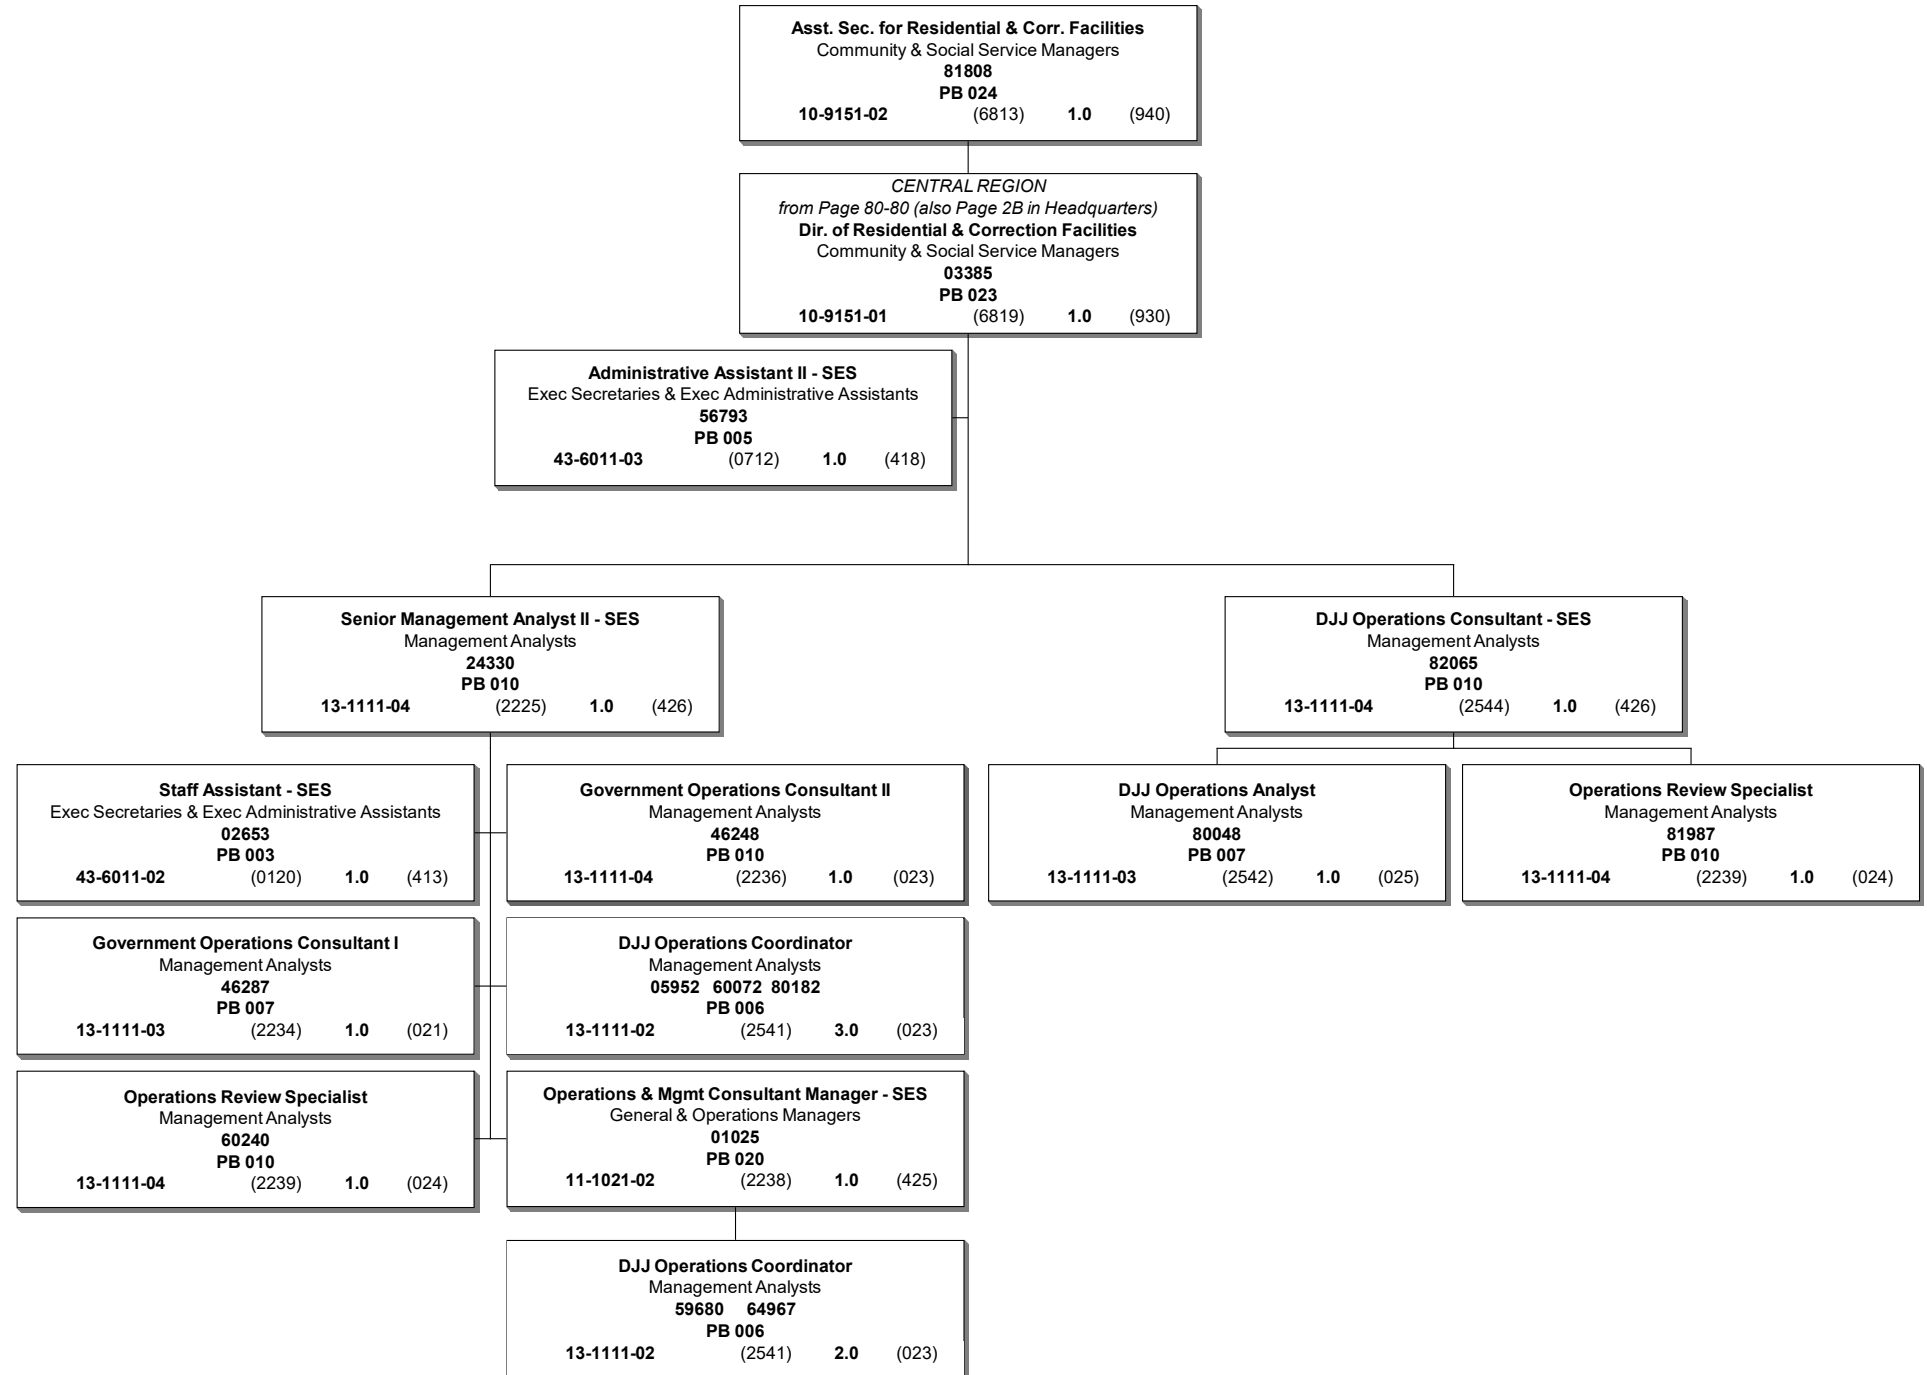 Asst. Sec. for Residential & Corr. Facilities
Community & Social Service Managers
81808
PB 024
10-9151-02 (6813) 1.0 (940)
CENTRAL REGION
from Page 80-80 (also Page 2B in Headquarters)
Dir. of Residential & Correction Facilities
Community & Social Service Managers
03385
PB 023
10-9151-01 (6819) 1.0 (930)
Administrative Assistant II - SES
Exec Secretaries & Exec Administrative Assistants
56793
PB 005
43-6011-03 (0712) 1.0 (418)
Senior Management Analyst II - SES
Management Analysts
24330
PB 010
13-1111-04 (2225) 1.0 (426)
DJJ Operations Consultant - SES
Management Analysts
82065
PB 010
13-1111-04 (2544) 1.0 (426)
Staff Assistant - SES
Exec Secretaries & Exec Administrative Assistants
02653
PB 003
43-6011-02 (0120) 1.0 (413)
Government Operations Consultant II
Management Analysts
46248
PB 010
13-1111-04 (2236) 1.0 (023)
DJJ Operations Analyst
Management Analysts
80048
PB 007
13-1111-03 (2542) 1.0 (025)
Operations Review Specialist
Management Analysts
81987
PB 010
13-1111-04 (2239) 1.0 (024)
Government Operations Consultant I
Management Analysts
46287
PB 007
13-1111-03 (2234) 1.0 (021)
DJJ Operations Coordinator
Management Analysts
05952 60072 80182
PB 006
13-1111-02 (2541) 3.0 (023)
Operations Review Specialist
Management Analysts
60240
PB 010
13-1111-04 (2239) 1.0 (024)
Operations & Mgmt Consultant Manager - SES
General & Operations Managers
01025
PB 020
11-1021-02 (2238) 1.0 (425)
DJJ Operations Coordinator
Management Analysts
59680 64967
PB 006
13-1111-02 (2541) 2.0 (023)